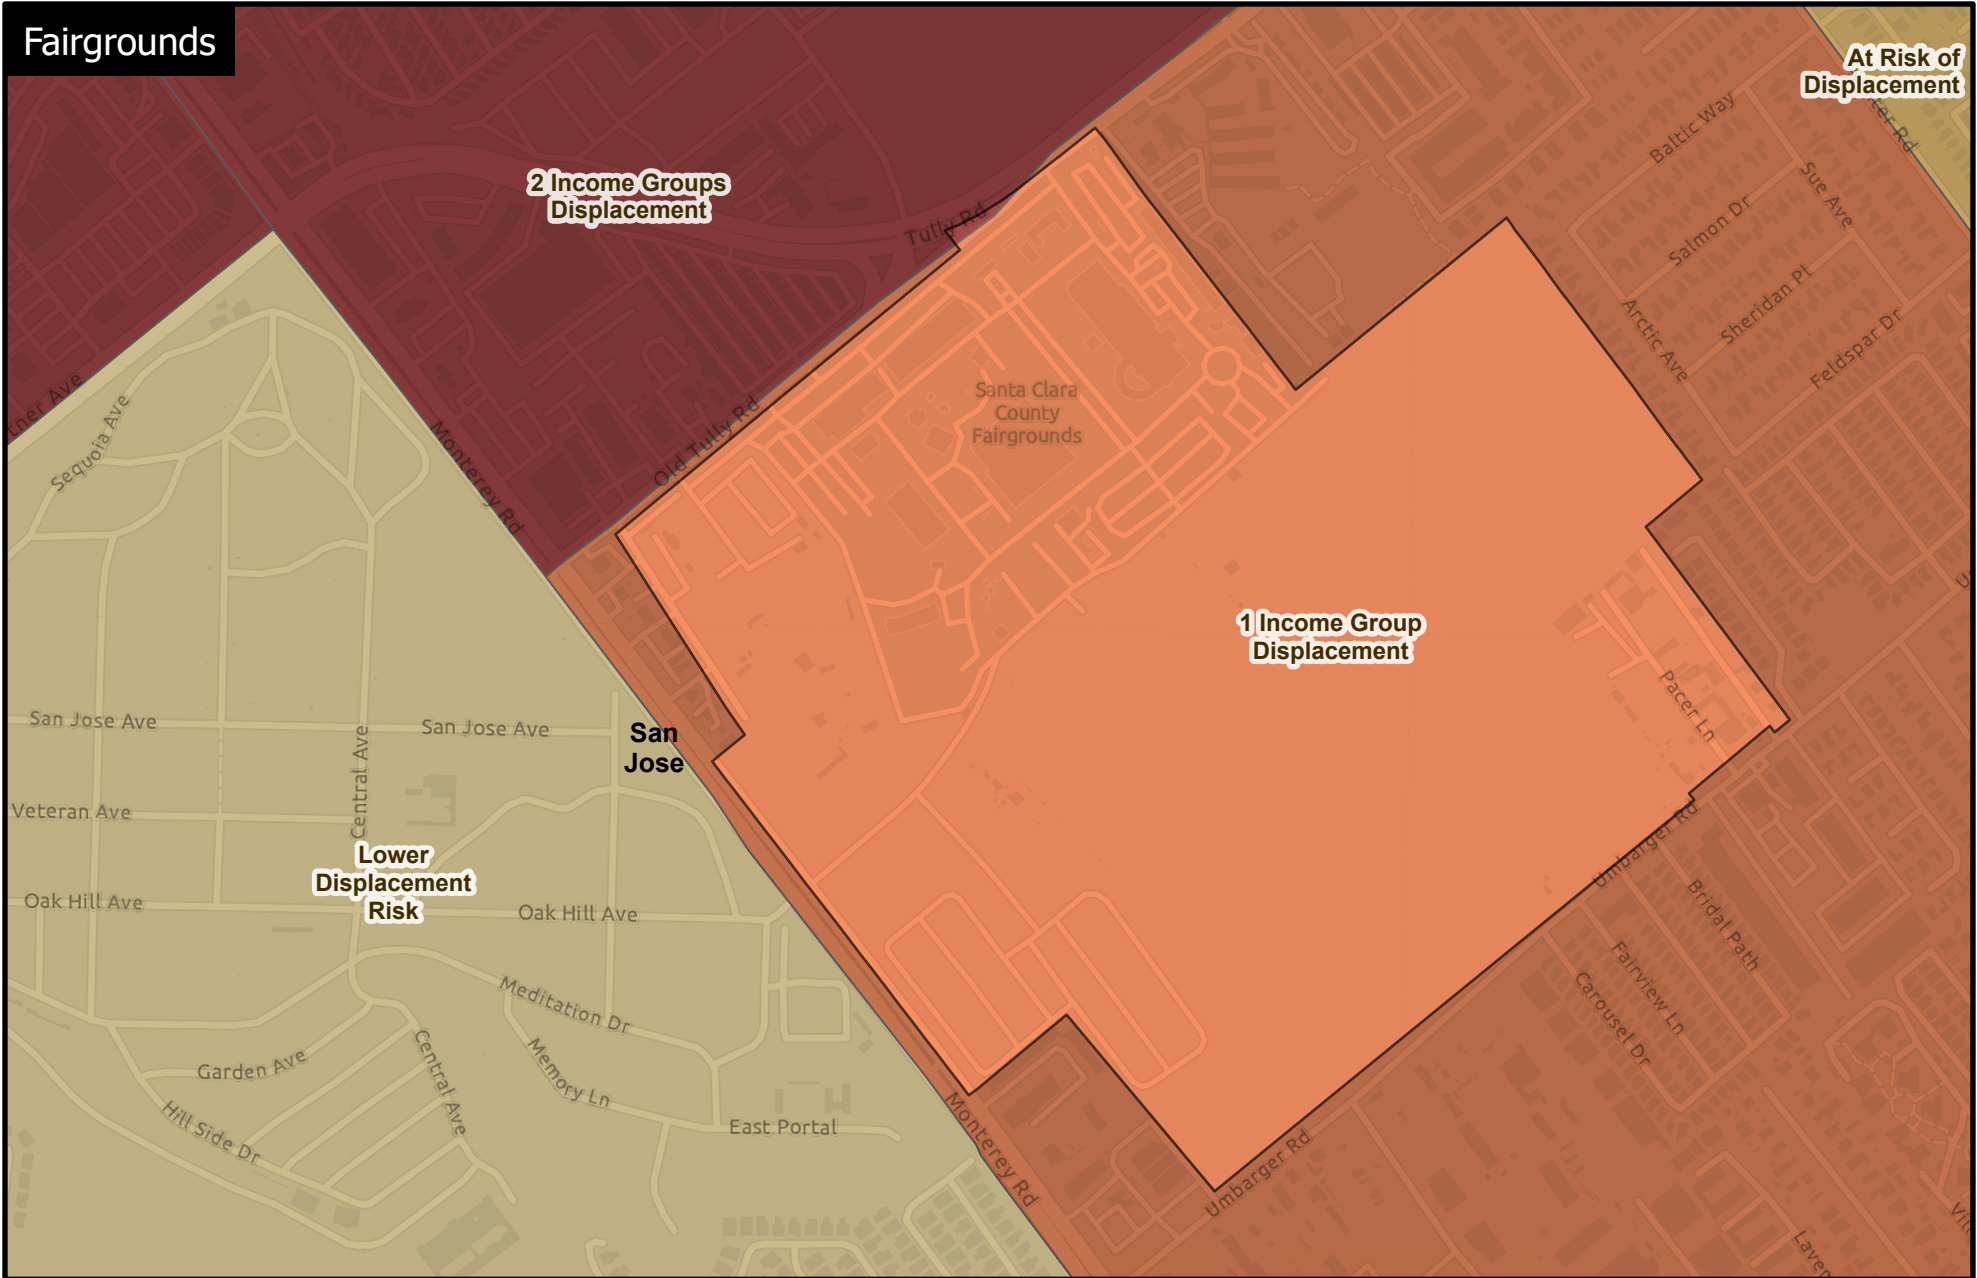 Fairgrounds
At Risk of
Displacement
Baltic Way
Sue Ave
2 Income Groups
Displacement
Tully Rd
Salmon Dr
Sheridan Pl
Arctic Ave
Feldspar Dr
Sequoia Ave
Monterey Rd
Old Tully Rd
Santa Clara
County
Fairgrounds
1 Income Group
Displacement
Pacer Ln
San Jose Ave
San Jose Ave
San
Jose
Central Ave
Veteran Ave
Lower
Displacement
Risk
Oak Hill Ave
Oak Hill Ave
Umbarger Rd
Bridal Path
Fairview Ln
Carousel Dr
Meditation Dr
Garden Ave
Central Ave
Memory Ln
Hill Side Dr
East Portal
Monterey Rd
Umbarger Rd